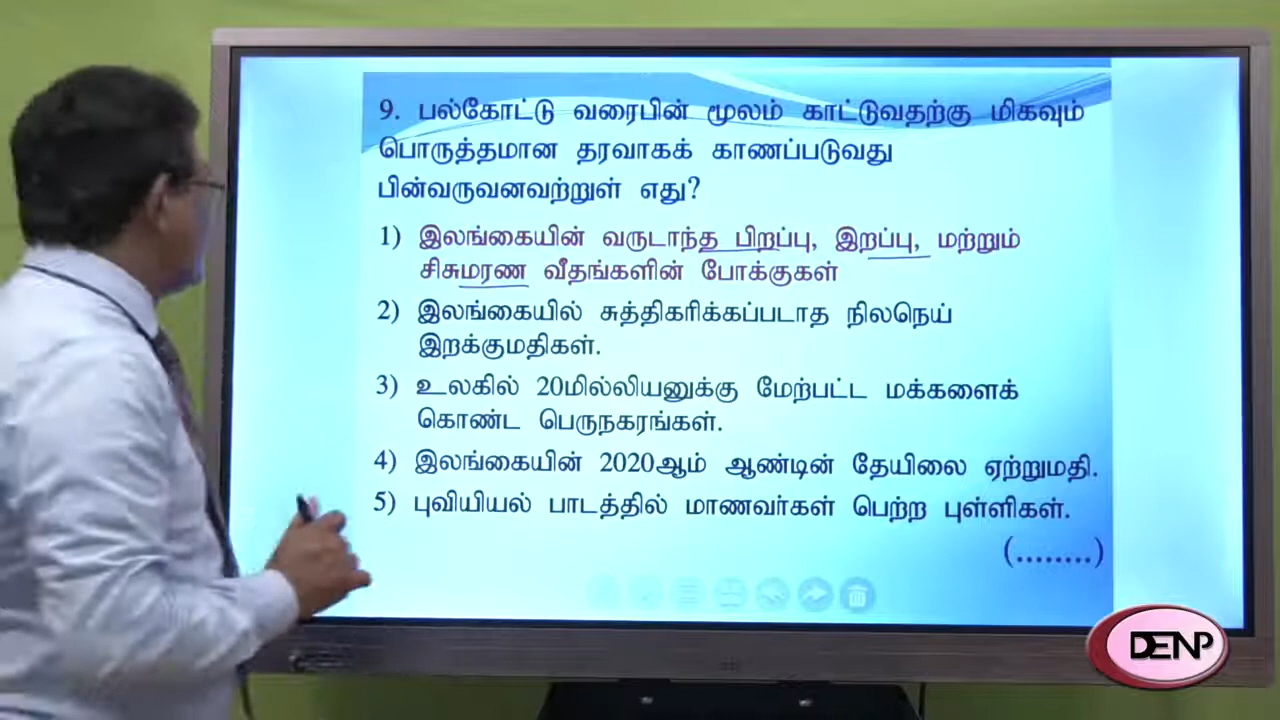 9. பல்கோட்டு வரைபின் மூலம் காட்டுவதற்கு மிகவும்
பொருத்தமான தரவாகக் காணப்படுவது
பின்வருவனவற்றுள் எது?
1) இலங்கையின் வருடாந்த பிறப்பு, இறப்பு, மற்றும்
சிசுமரண வீதங்களின் போக்குகள்
2) இலங்கையில் சுத்திகரிக்கப்படாத நிலநெய்
இறக்குமதிகள்.
3) உலகில் 20மில்லியனுக்கு மேற்பட்ட மக்களைக்
கொண்ட பெருநகரங்கள்.
4) இலங்கையின் 2020ஆம் ஆண்டின் தேயிலை ஏற்றுமதி.
5) புவியியல் பாடத்தில் மாணவர்கள் பெற்ற புள்ளிகள்.
(........)
DENP